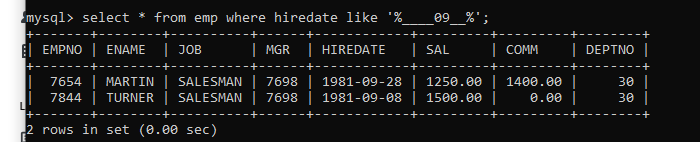 mysql> select * from emp where hiredate like '%____09__%';
+-------+--------+----------+------+------------+---------+---------+--------+
| EMPNO | ENAME  | JOB      | MGR  | HIREDATE   | SAL     | COMM    | DEPTNO |
+-------+--------+----------+------+------------+---------+---------+--------+
|  7654 | MARTIN | SALESMAN | 7698 | 1981-09-28 | 1250.00 | 1400.00 |     30 |
|  7844 | TURNER | SALESMAN | 7698 | 1981-09-08 | 1500.00 |    0.00 |     30 |
+-------+--------+----------+------+------------+---------+---------+--------+
2 rows in set (0.00 sec)